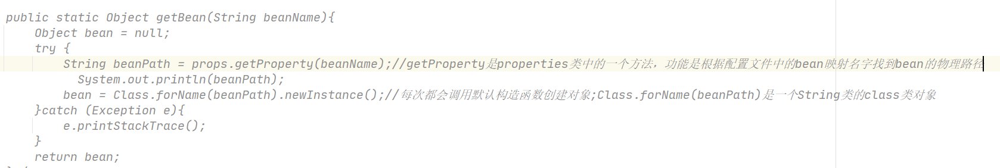 public static Object getBean(String beanName){
Object bean = null;
try {
String beanPath = props.getProperty(beanName);//getProperty是properties类中的一个方法，功能是根据配置文件中的bean映射名字找到bean的物理路径
System.out.println(beanPath);
bean = Class.forName(beanPath).newInstance();//每次都会调用默认构造函数创建对象;Class.forName(beanPath)是一个String类的class类对象
}catch (Exception e){
e.printStackTrace();
}
return bean;